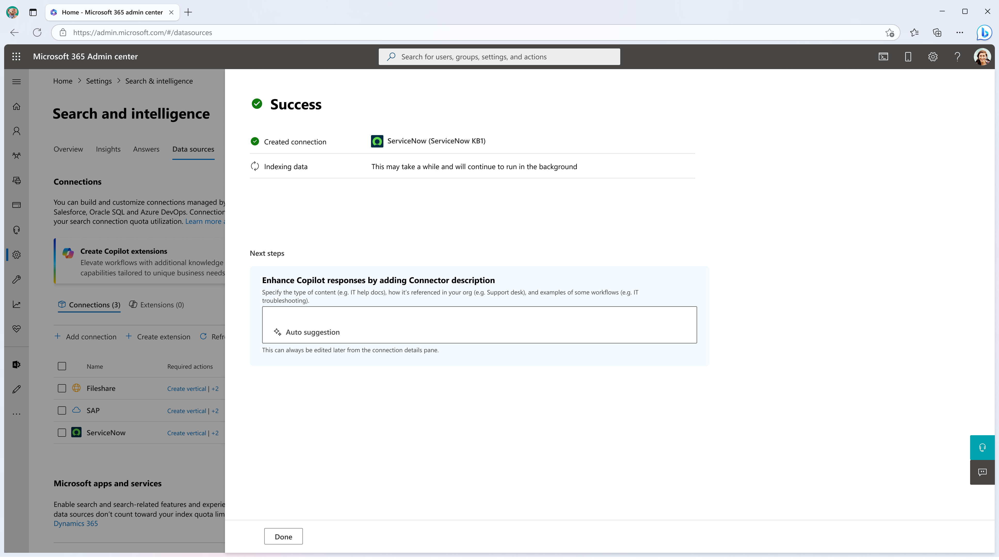 Home - Microsoft 365 admin center
https://admin.microsoft.com/#/datasources
Microsoft 365 Admin center
Search for users, groups, settings, and actions
Home > Settings > Search & intelligence
Search and intelligence
Overview Insights Answers Data sources
Connections
You can build and customize connections managed by
Salesforce, Oracle SQL and Azure DevOps. Connection
your search connection quota utilization. Learn more a
Create Copilot extensions
Elevate workflows with additional knowledge
capabilities tailored to unique business needs
Connections (3) Extensions (0)
+ Add connection + Create extension Refr
Name Required actions
Fileshare Create vertical | +2
SAP Create vertical | +2
ServiceNow Create vertical | +2
Microsoft apps and services
Enable search and search-related features and experie
data sources don't count toward your index quota lim
Dynamics 365
Success
Created connection ServiceNow (ServiceNow KB1)
Indexing data This may take a while and will continue to run in the background
Next steps
Enhance Copilot responses by adding Connector description
Specify the type of content (e.g. IT help docs), how it's referenced in your org (e.g. Support desk), and examples of some workflows (e.g. IT
troubleshooting).
Auto suggestion
This can always be edited later from the connection details pane.
Done